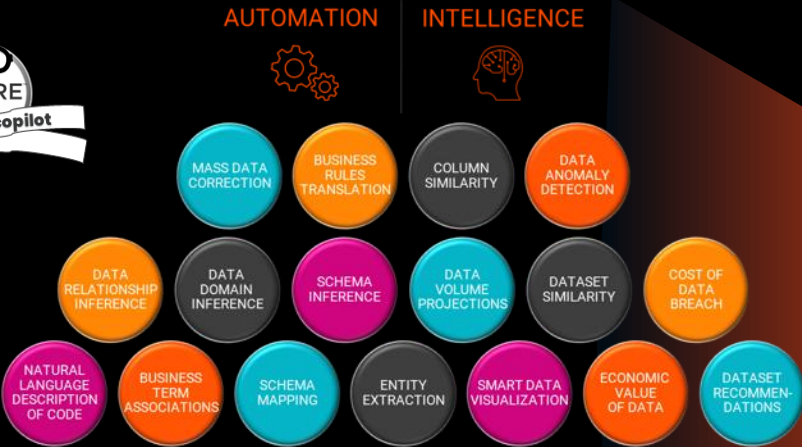 AUTOMATION
INTELLIGENCE
RE
copilot
MASS DATA
CORRECTION
BUSINESS
RULES
TRANSLATION
COLUMN
SIMILARITY
DATA
ANOMALY
DETECTION
DATA
RELATIONSHIP
INFERENCE
DATA
DOMAIN
INFERENCE
SCHEMA
INFERENCE
DATA
VOLUME
PROJECTIONS
DATASET
SIMILARITY
COST OF
DATA
BREACH
NATURAL
LANGUAGE
DESCRIPTION
OF CODE
BUSINESS
TERM
ASSOCIATIONS
SCHEMA
MAPPING
ENTITY
EXTRACTION
SMART DATA
VISUALIZATION
ECONOMIC
VALUE
OF DATA
DATASET
RECOMMEN-
DATIONS